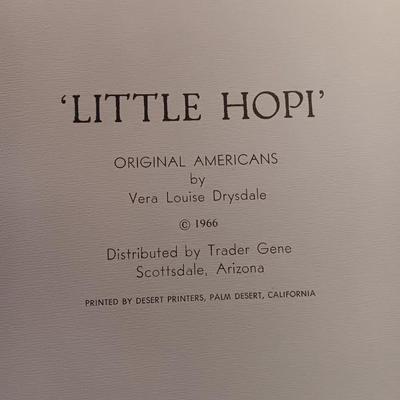 ‘LITTLE HOPI’
ORIGINAL AMERICANS
by
Vera Louise Drysdale
© 1966
Distributed by Trader Gene
Scottsdale, Arizona
PRINTED BY DESERT PRINTERS, PALM DESERT, CALIFORNIA